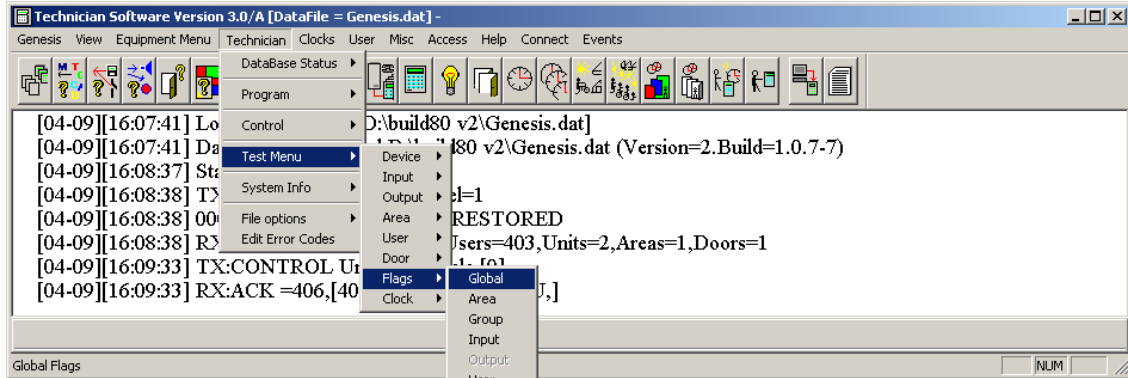 Technician Software Version 3.0/A [DataFile = Genesis.dat] -
Genesis View Equipment Menu Technician Clocks User Misc Access Help Connect Events
DataBase Status
Program
Control
Test Menu
System Info
File options
Edit Error Codes
Device
Input
Output
Area
User
Door
Flags
Clock
Global
Area
Group
Input
Output
[04-09][16:07:41] Lo D:\build80 v2\Genesis.dat]
[04-09][16:07:41] Da 80 v2\Genesis.dat (Version=2.Build=1.0.7-7)
[04-09][16:08:37] Sta
[04-09][16:08:38] TX el=1
[04-09][16:08:38] 00 RESTORED
[04-09][16:08:38] RX Users=403,Units=2,Areas=1,Doors=1
[04-09][16:09:33] TX:CONTROL Un [0]
[04-09][16:09:33] RX:ACK =406,[40 U,]
Global Flags
NUM